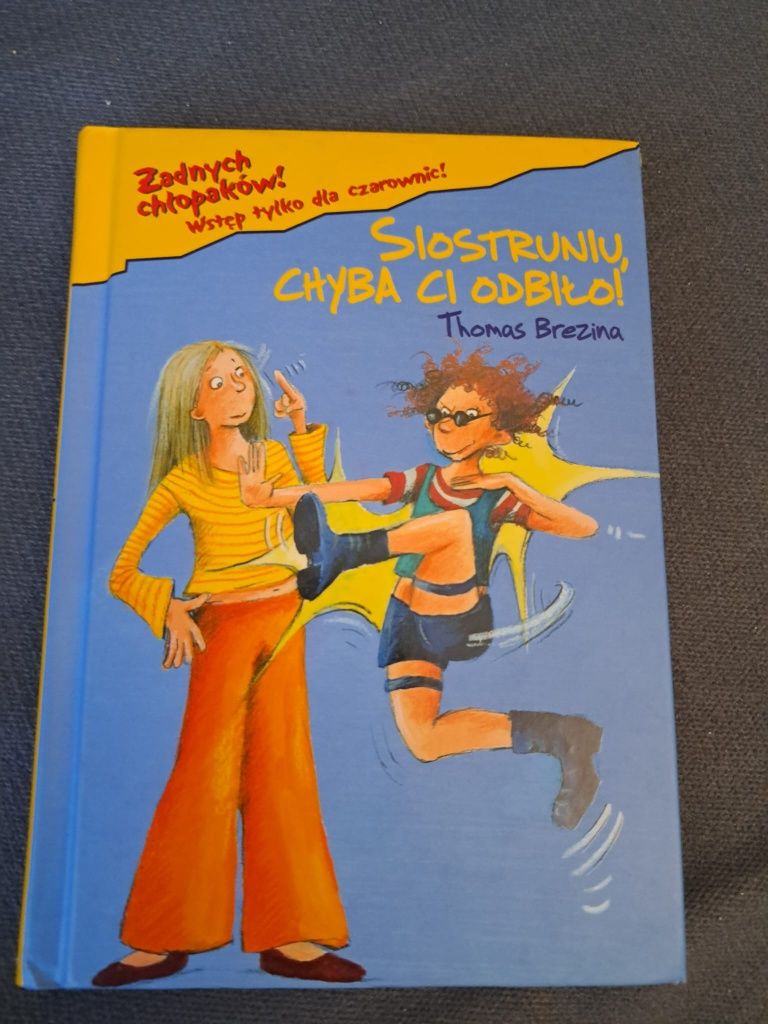 Żadnych
chłopaków!
Wstęp tylko dla czarownic!
SIOSTRUNIU,
CHYBA CI ODBIŁO!
Thomas Brezina